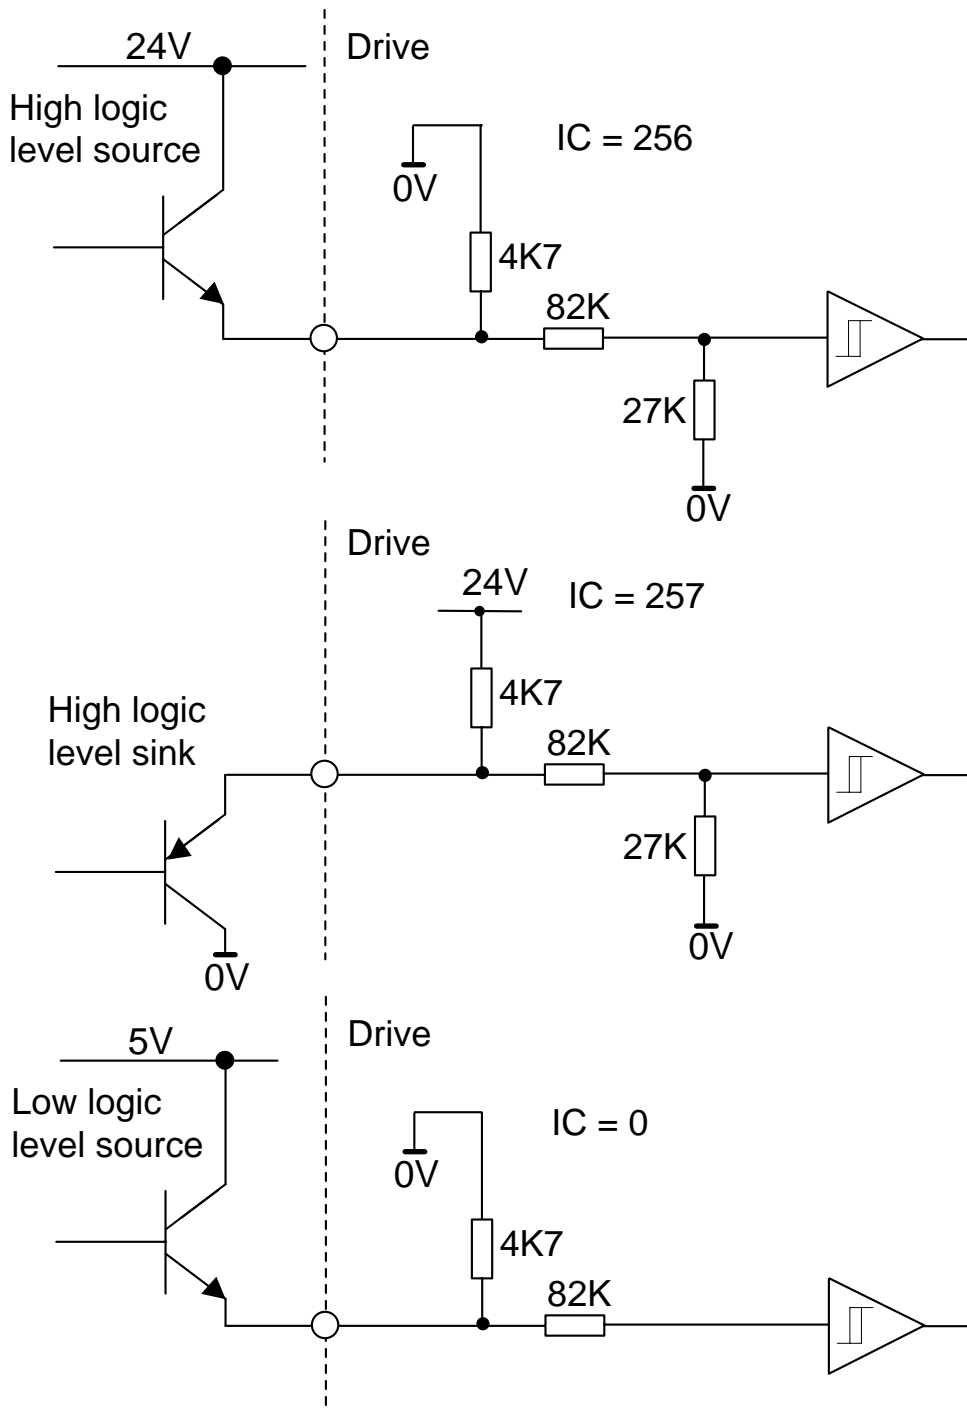 24V
Drive
High logic
level source
IC = 256
0V
4K7
82K
27K
0V
Drive
24V
IC = 257
4K7
High logic
level sink
82K
27K
0V
0V
5V
Drive
Low logic
level source
IC = 0
0V
4K7
82K